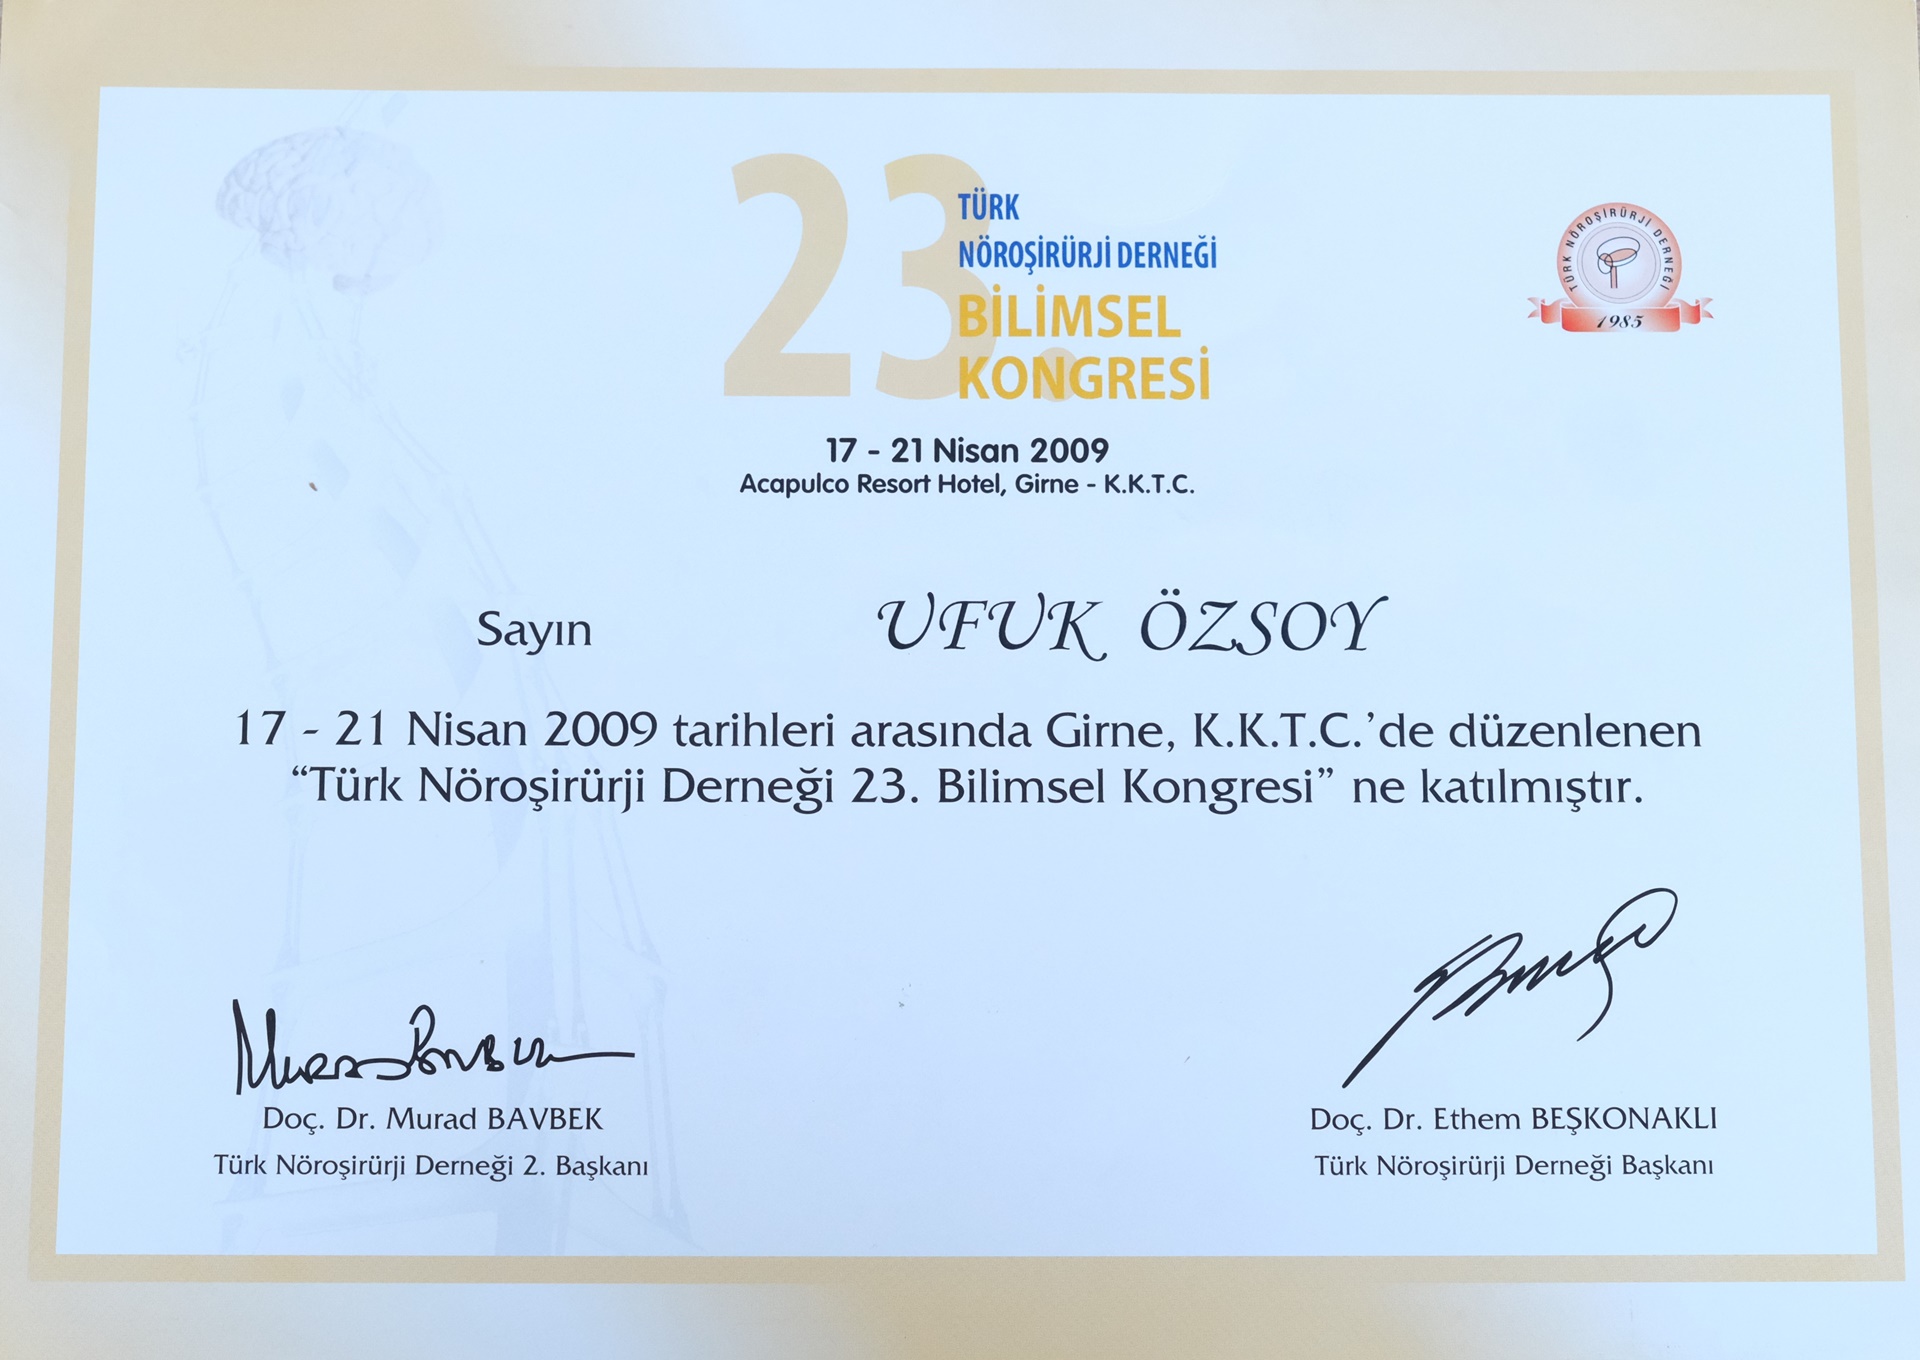 23.
TÜRK
NÖROŞİRÜRJİ DERNEĞİ
BİLİMSEL
KONGRESİ
TÜRK NÖROŞİRÜRJİ DERNEĞİ
1985
17 - 21 Nisan 2009
Acapulco Resort Hotel, Girne - K.K.T.C.
Sayın UFUK ÖZSOY
17 - 21 Nisan 2009 tarihleri arasında Girne, K.K.T.C.'de düzenlenen
“Türk Nöroşirürji Derneği 23. Bilimsel Kongresi” ne katılmıştır.
Murad Bavbek
Doç. Dr. Murad BAVBEK
Türk Nöroşirürji Derneği 2. Başkanı
Doç. Dr. Ethem BEŞKONAKLI
Türk Nöroşirürji Derneği Başkanı